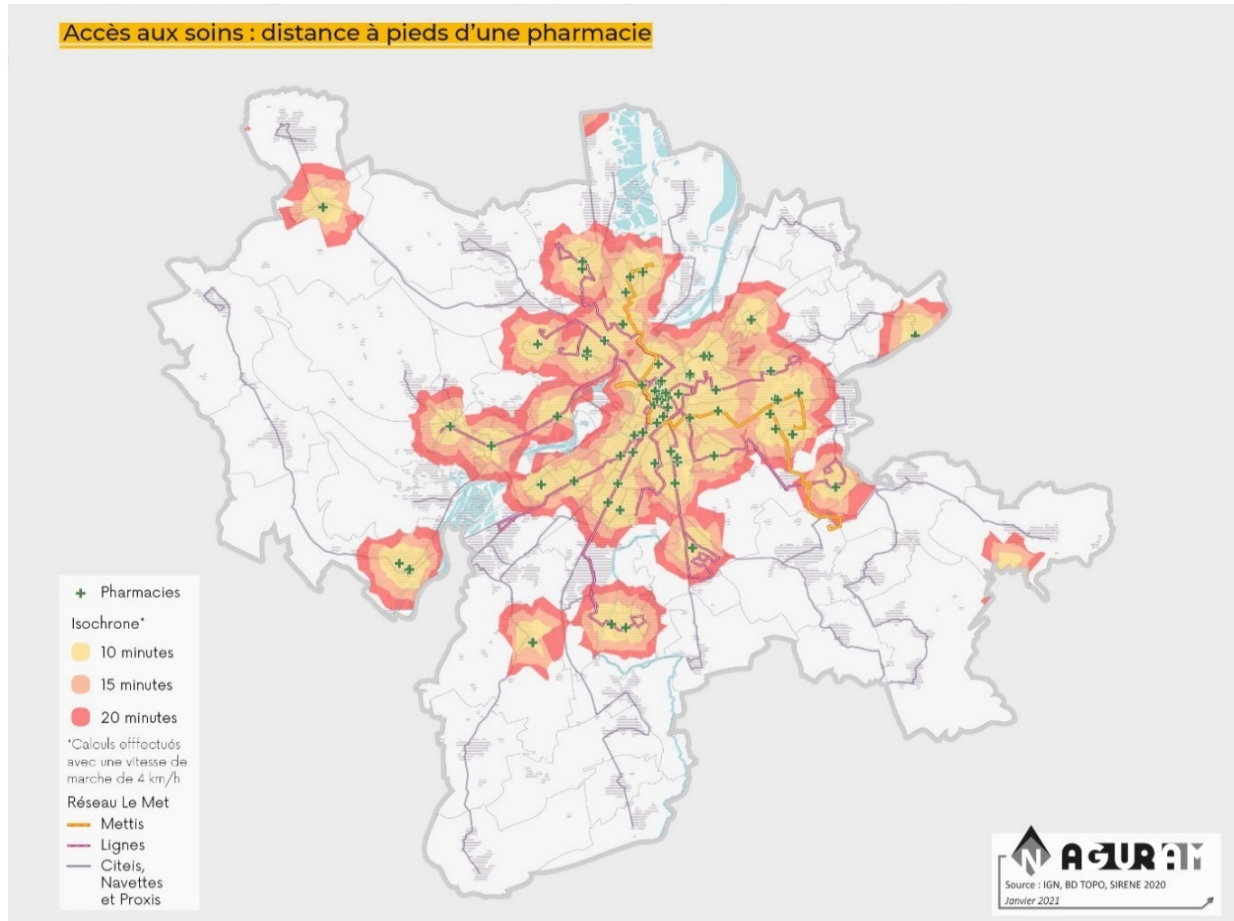 Accès aux soins : distance à pieds d'une pharmacie
Pharmacies
Isochrone*
10 minutes
15 minutes
20 minutes
*Calculs efffectués
avec une vitesse de
marche de 4 km/h
Réseau Le Met
Mettis
Lignes
Citeis,
Navettes
et Proxis
N AGURAM
Source : IGN, BD TOPO, SIRENE 2020
Janvier 2021